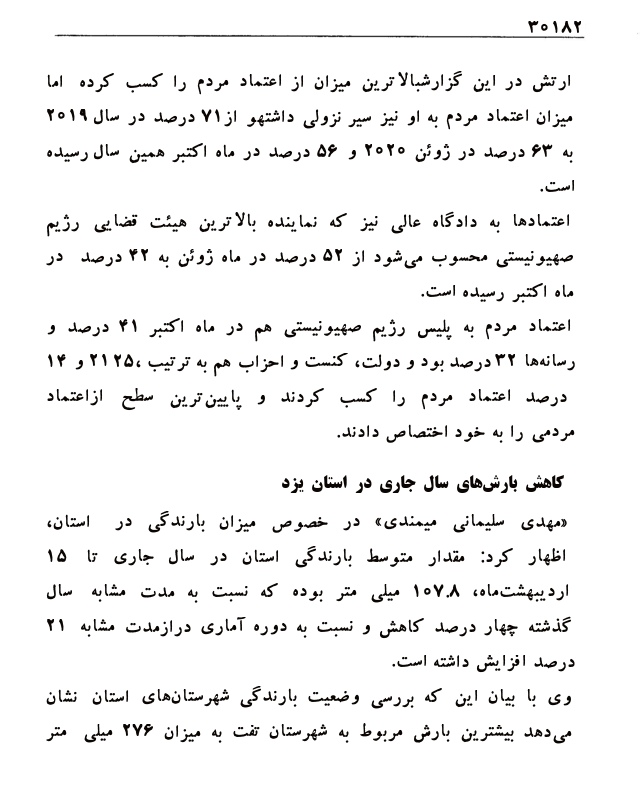 ۳۰۱۸۲
ارتش در این گزارشبالاترین میزان از اعتماد مردم را کسب کرده اما
میزان اعتماد مردم به او نیز سیر نزولی داشتهو از۷۱ درصد در سال ۲۰۱۹
به ۶۳ درصد در ژوئن ۲۰۲۰ و ۵۶ درصد در ماه اکتبر همین سال رسیده
است.
اعتمادها به دادگاه عالی نیز که نماینده بالاترین هیئت قضایی رژیم
صهیونیستی محسوب می‌شود از ۵۲ درصد در ماه ژوئن به ۴۲ درصد در
ماه اکتبر رسیده است.
اعتماد مردم به پلیس رژیم صهیونیستی هم در ماه اکتبر ۴۱ درصد و
رسانه‌ها ۳۲ درصد بود و دولت، کنست و احزاب هم به ترتیب ،۲۵ ۲۱ و ۱۴
درصد اعتماد مردم را کسب کردند و پایین‌ترین سطح ازاعتماد
مردمی را به خود اختصاص دادند.
کاهش بارش‌های سال جاری در استان یزد
«مهدی سلیمانی میمندی» در خصوص میزان بارندگی در استان،
اظهار کرد: مقدار متوسط بارندگی استان در سال جاری تا ۱۵
اردیبهشت‌ماه، ۱۰۷.۸ میلی متر بوده که نسبت به مدت مشابه سال
گذشته چهار درصد کاهش و نسبت به دوره آماری درازمدت مشابه ۲۱
درصد افزایش داشته است.
وی با بیان این که بررسی وضعیت بارندگی شهرستان‌های استان نشان
می‌دهد بیشترین بارش مربوط به شهرستان تفت به میزان ۲۷۶ میلی متر